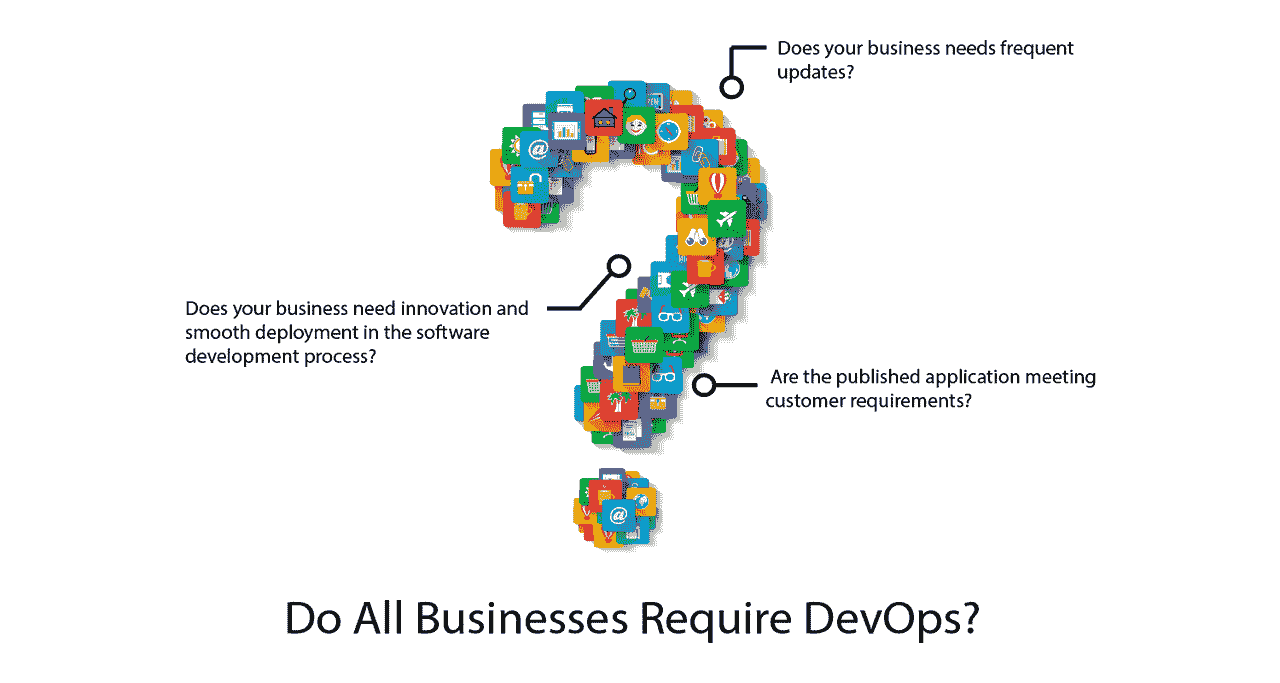 Does your business needs frequent
updates?
Does your business need innovation and
smooth deployment in the software
development process?
Are the published application meeting
customer requirements?
Do All Businesses Require DevOps?